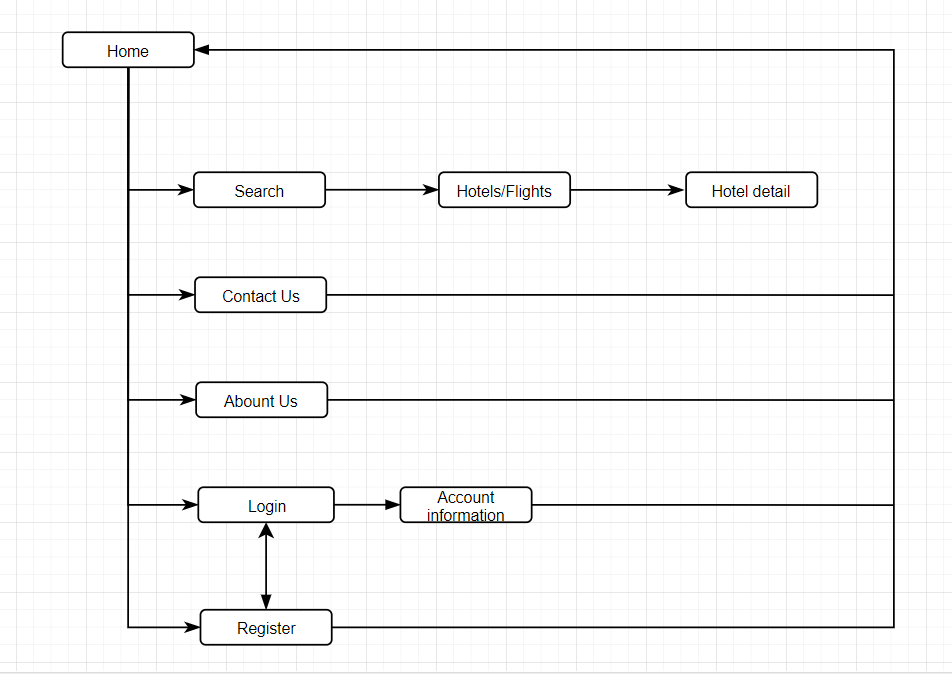 Home
Search
Hotels/Flights
Hotel detail
Contact Us
Abount Us
Login
Account
information
Register